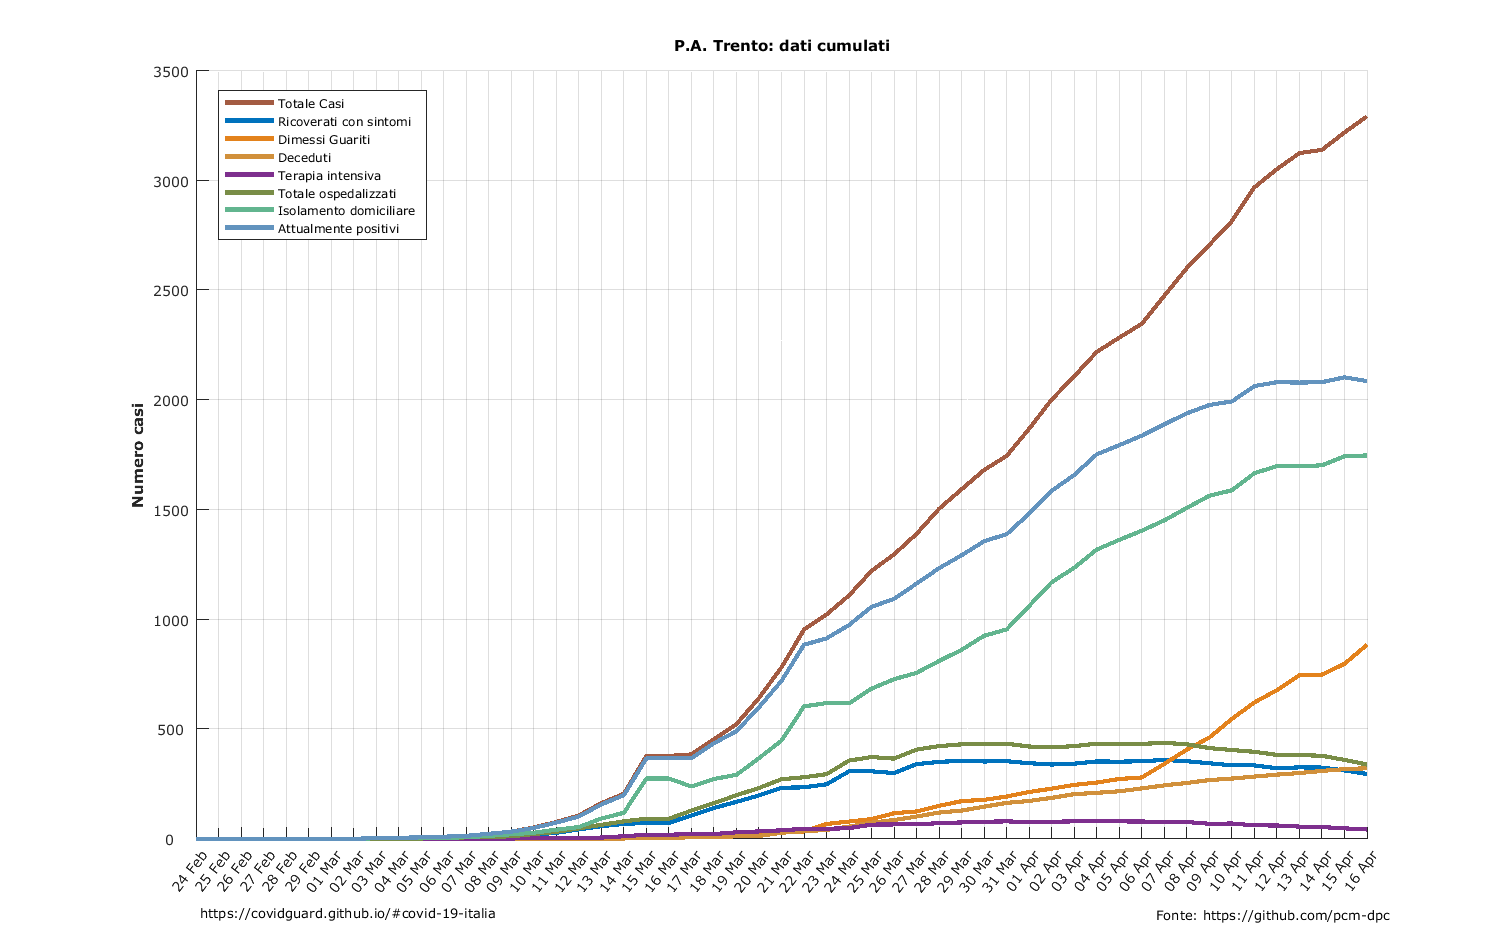 P.A. Trento: dati cumulati
3500
3000
2500
2000
1500
1000
500
0
Numero casi
Totale Casi
Ricoverati con sintomi
Dimessi Guariti
Deceduti
Terapia intensiva
Totale ospedalizzati
Isolamento domiciliare
Attualmente positivi
24 Feb
25 Feb
26 Feb
27 Feb
28 Feb
29 Feb
01 Mar
02 Mar
03 Mar
04 Mar
05 Mar
06 Mar
07 Mar
08 Mar
09 Mar
10 Mar
11 Mar
12 Mar
13 Mar
14 Mar
15 Mar
16 Mar
17 Mar
18 Mar
19 Mar
20 Mar
21 Mar
22 Mar
23 Mar
24 Mar
25 Mar
26 Mar
27 Mar
28 Mar
29 Mar
30 Mar
31 Mar
01 Apr
02 Apr
03 Apr
04 Apr
05 Apr
06 Apr
07 Apr
08 Apr
09 Apr
10 Apr
11 Apr
12 Apr
13 Apr
14 Apr
15 Apr
16 Apr
https://covidguard.github.io/#covid-19-italia
Fonte: https://github.com/pcm-dpc